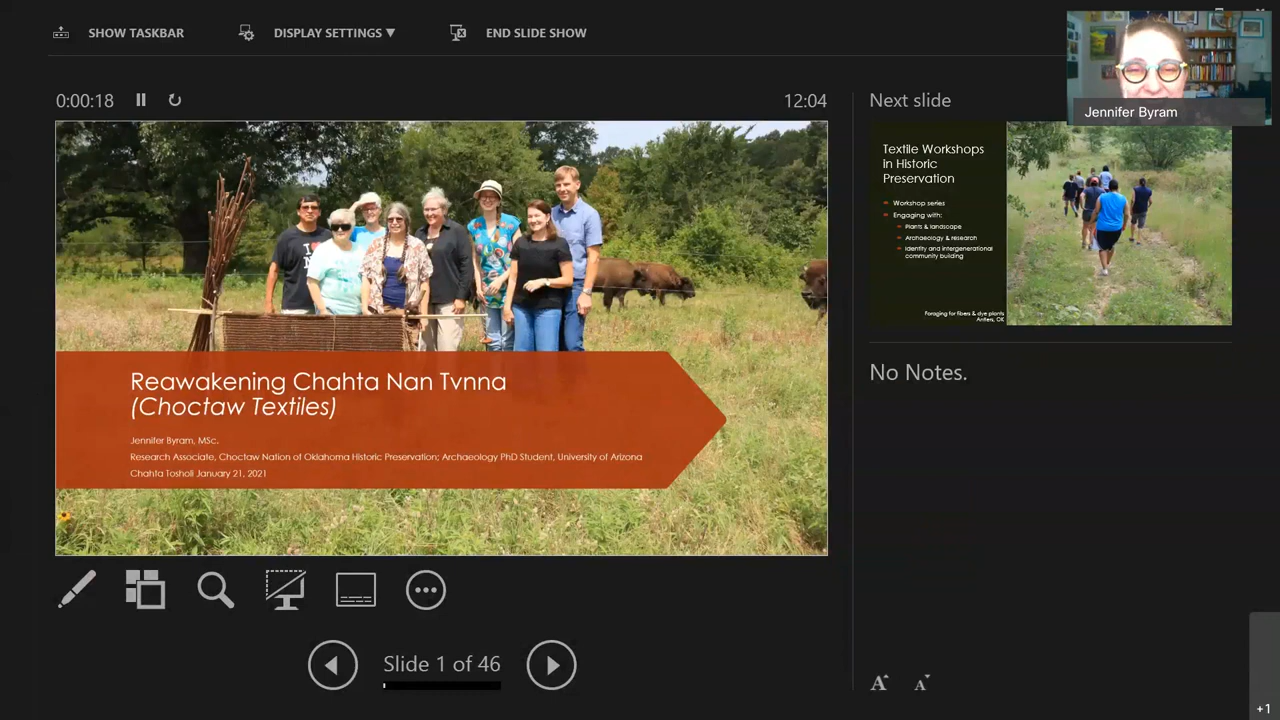 SHOW TASKBAR
DISPLAY SETTINGS ▼
END SLIDE SHOW
Jennifer Byram
0:00:18
12:04
Next slide
Reawakening Chahta Nan Tvnna
(Choctaw Textiles)
Jennifer Byram, MSc.
Research Associate, Choctaw Nation of Oklahoma Historic Preservation; Archaeology PhD Student, University of Arizona
Chahta Tosholi January 21, 2021
Textile Workshops
in Historic
Preservation
Workshop series
Engaging with:
Plants & landscape
Archaeology & research
Identity and intergenerational
community building
Foraging for fibers & dye plants
Antlers, OK
No Notes.
Slide 1 of 46
A A
+1